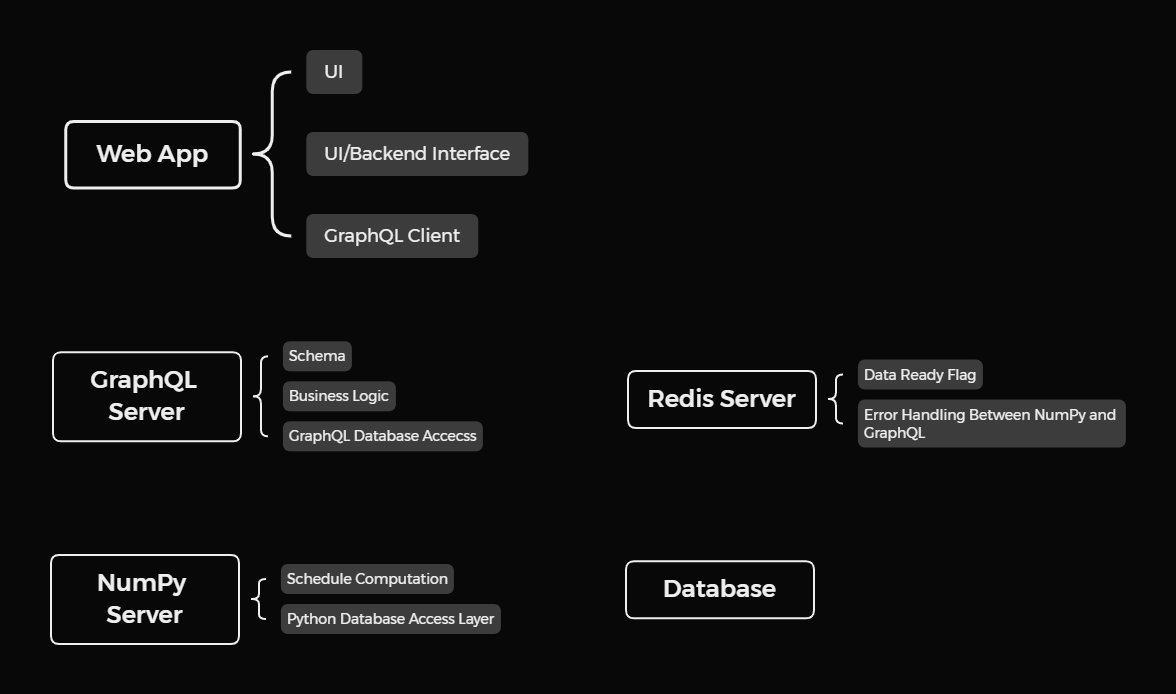 Web App
UI
UI/Backend Interface
GraphQL Client
GraphQL
Server
Schema
Business Logic
GraphQL Database Accecss
Redis Server
Data Ready Flag
Error Handling Between NumPy and
GraphQL
NumPy
Server
Schedule Computation
Python Database Access Layer
Database